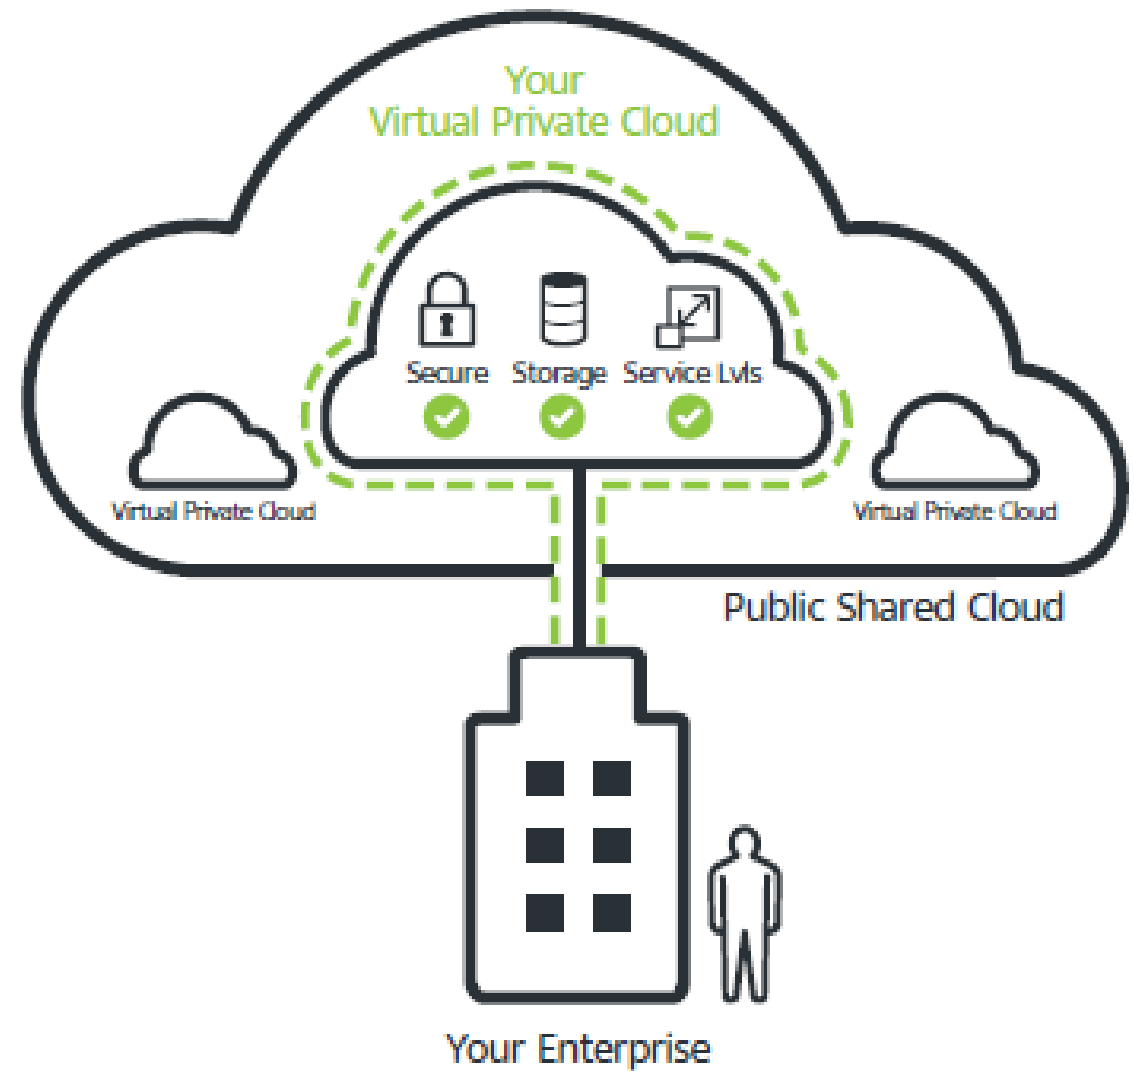 Your
Virtual Private Cloud
Secure Storage Service Lvls
Virtual Private Cloud
Virtual Private Cloud
Public Shared Cloud
Your Enterprise